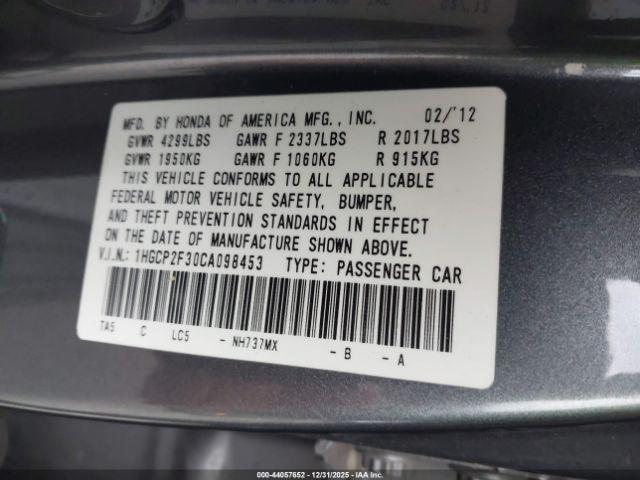 MFD. BY HONDA OF AMERICA MFG., INC. 02/'12
GVWR 4299LBS GAWR F 2337LBS R 2017LBS
GVWR 1950KG GAWR F 1060KG R 915KG
THIS VEHICLE CONFORMS TO ALL APPLICABLE
FEDERAL MOTOR VEHICLE SAFETY, BUMPER,
AND THEFT PREVENTION STANDARDS IN EFFECT
ON THE DATE OF MANUFACTURE SHOWN ABOVE.
V.I.N.: 1HGCP2F30CA098453 TYPE: PASSENGER CAR
TA5 C LC5 - NH737MX - B - A
000-44057652 - 12/31/2025 - IAA Inc.